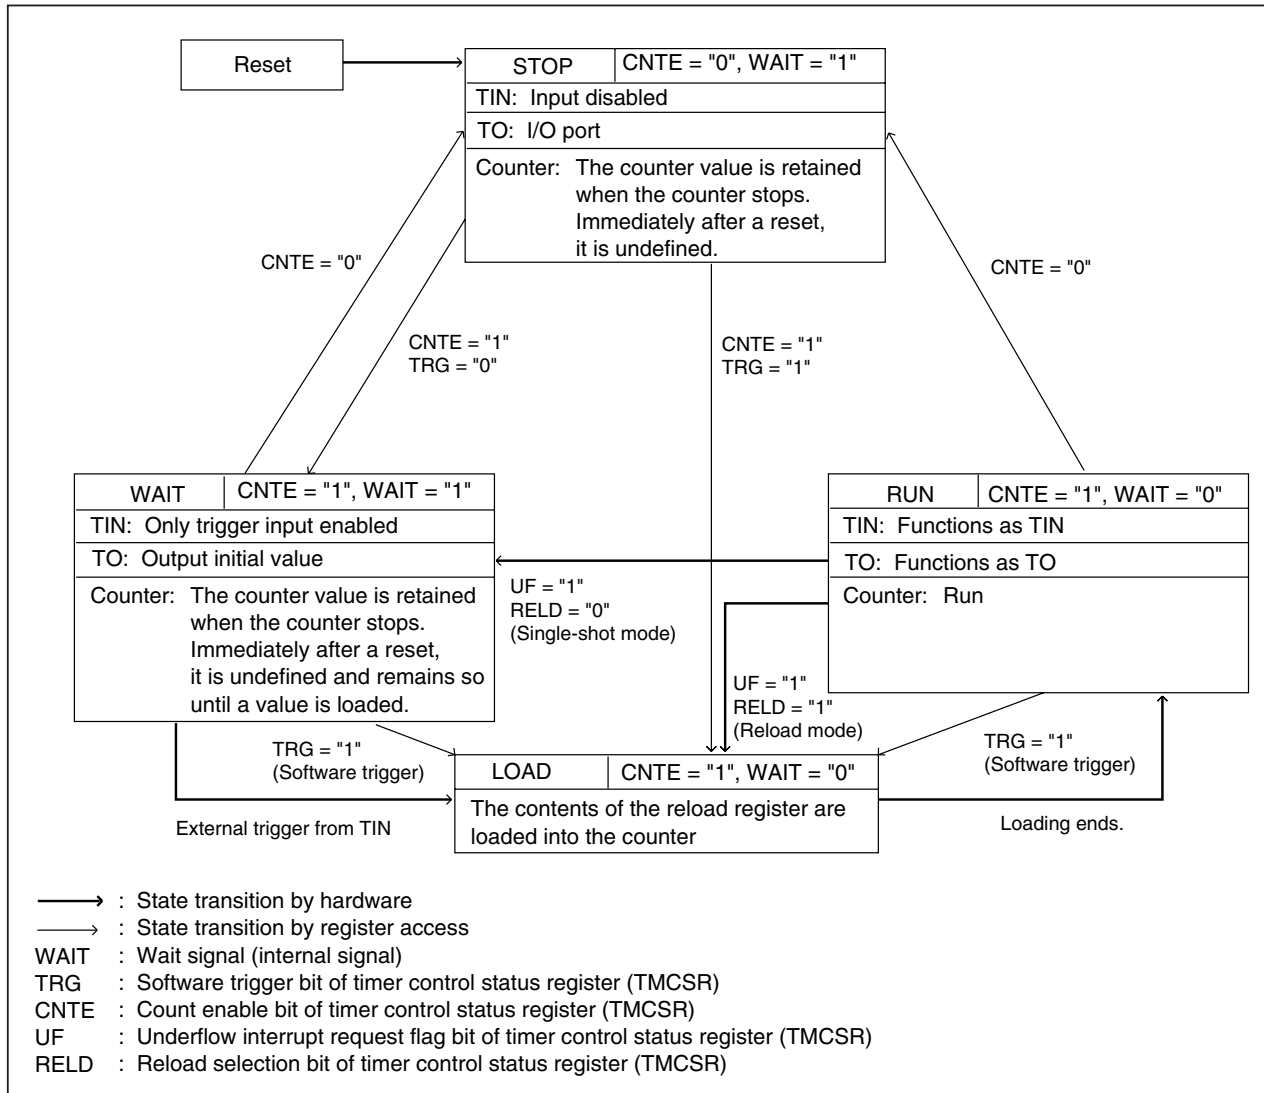 Reset
STOP
CNTE = "0", WAIT = "1"
TIN: Input disabled
TO: I/O port
Counter: The counter value is retained
when the counter stops.
Immediately after a reset,
it is undefined.
CNTE = "0"
CNTE = "0"
CNTE = "1"
TRG = "0"
CNTE = "1"
TRG = "1"
WAIT
CNTE = "1", WAIT = "1"
TIN: Only trigger input enabled
TO: Output initial value
Counter: The counter value is retained
when the counter stops.
Immediately after a reset,
it is undefined and remains so
until a value is loaded.
RUN
CNTE = "1", WAIT = "0"
TIN: Functions as TIN
TO: Functions as TO
Counter: Run
UF = "1"
RELD = "0"
(Single-shot mode)
UF = "1"
RELD = "1"
(Reload mode)
TRG = "1"
(Software trigger)
TRG = "1"
(Software trigger)
LOAD
CNTE = "1", WAIT = "0"
The contents of the reload register are
loaded into the counter
External trigger from TIN
Loading ends.
: State transition by hardware
: State transition by register access
WAIT : Wait signal (internal signal)
TRG : Software trigger bit of timer control status register (TMCSR)
CNTE : Count enable bit of timer control status register (TMCSR)
UF : Underflow interrupt request flag bit of timer control status register (TMCSR)
RELD : Reload selection bit of timer control status register (TMCSR)